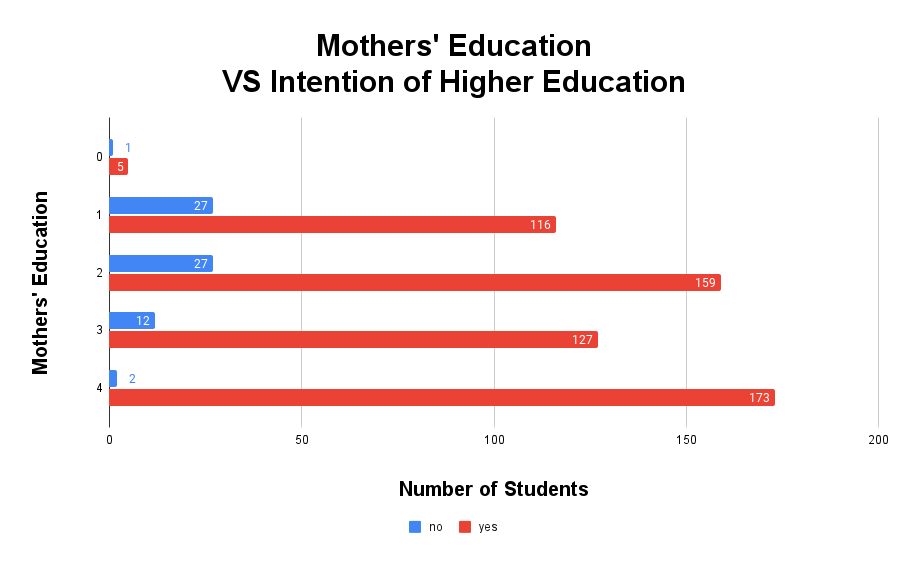 Mothers' Education
VS Intention of Higher Education
Mothers' Education
0
1
5
1
27
116
2
27
159
3
12
127
4
2
173
0 50 100 150 200
Number of Students
no yes